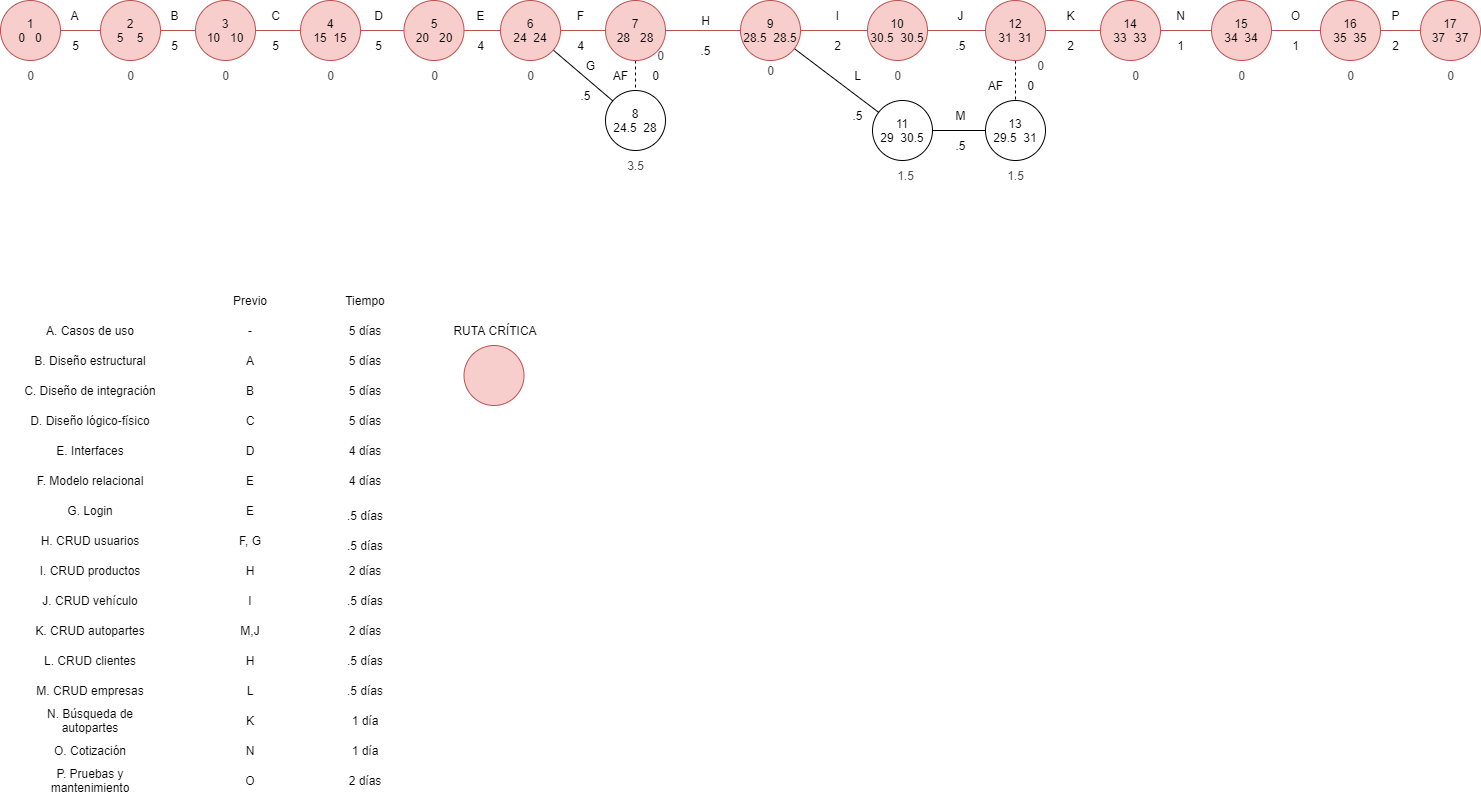 A B C D E F H I J K N O P
1 2 3 4 5 6 7 9 10 12 14 15 16 17
0 0 5 5 10 10 15 15 20 20 24 24 28 28 28.5 28.5 30.5 30.5 31 31 33 33 34 34 35 35 37 37
5 5 5 5 4 4 .5 2 .5 2 1 1 2
0 0 0 0 0 0 0 0 0 0 0 0 0 0
G AF 0 L AF 0
.5 .5
8 11 M 13
24.5 28 29 30.5 29.5 31
.5
3.5 1.5 1.5
Previo Tiempo
A. Casos de uso - 5 días RUTA CRÍTICA
B. Diseño estructural A 5 días
C. Diseño de integración B 5 días
D. Diseño lógico-físico C 5 días
E. Interfaces D 4 días
F. Modelo relacional E 4 días
G. Login E .5 días
H. CRUD usuarios F, G .5 días
I. CRUD productos H 2 días
J. CRUD vehículo I .5 días
K. CRUD autopartes M,J 2 días
L. CRUD clientes H .5 días
M. CRUD empresas L .5 días
N. Búsqueda de
autopartes K 1 día
O. Cotización N 1 día
P. Pruebas y
mantenimiento O 2 días